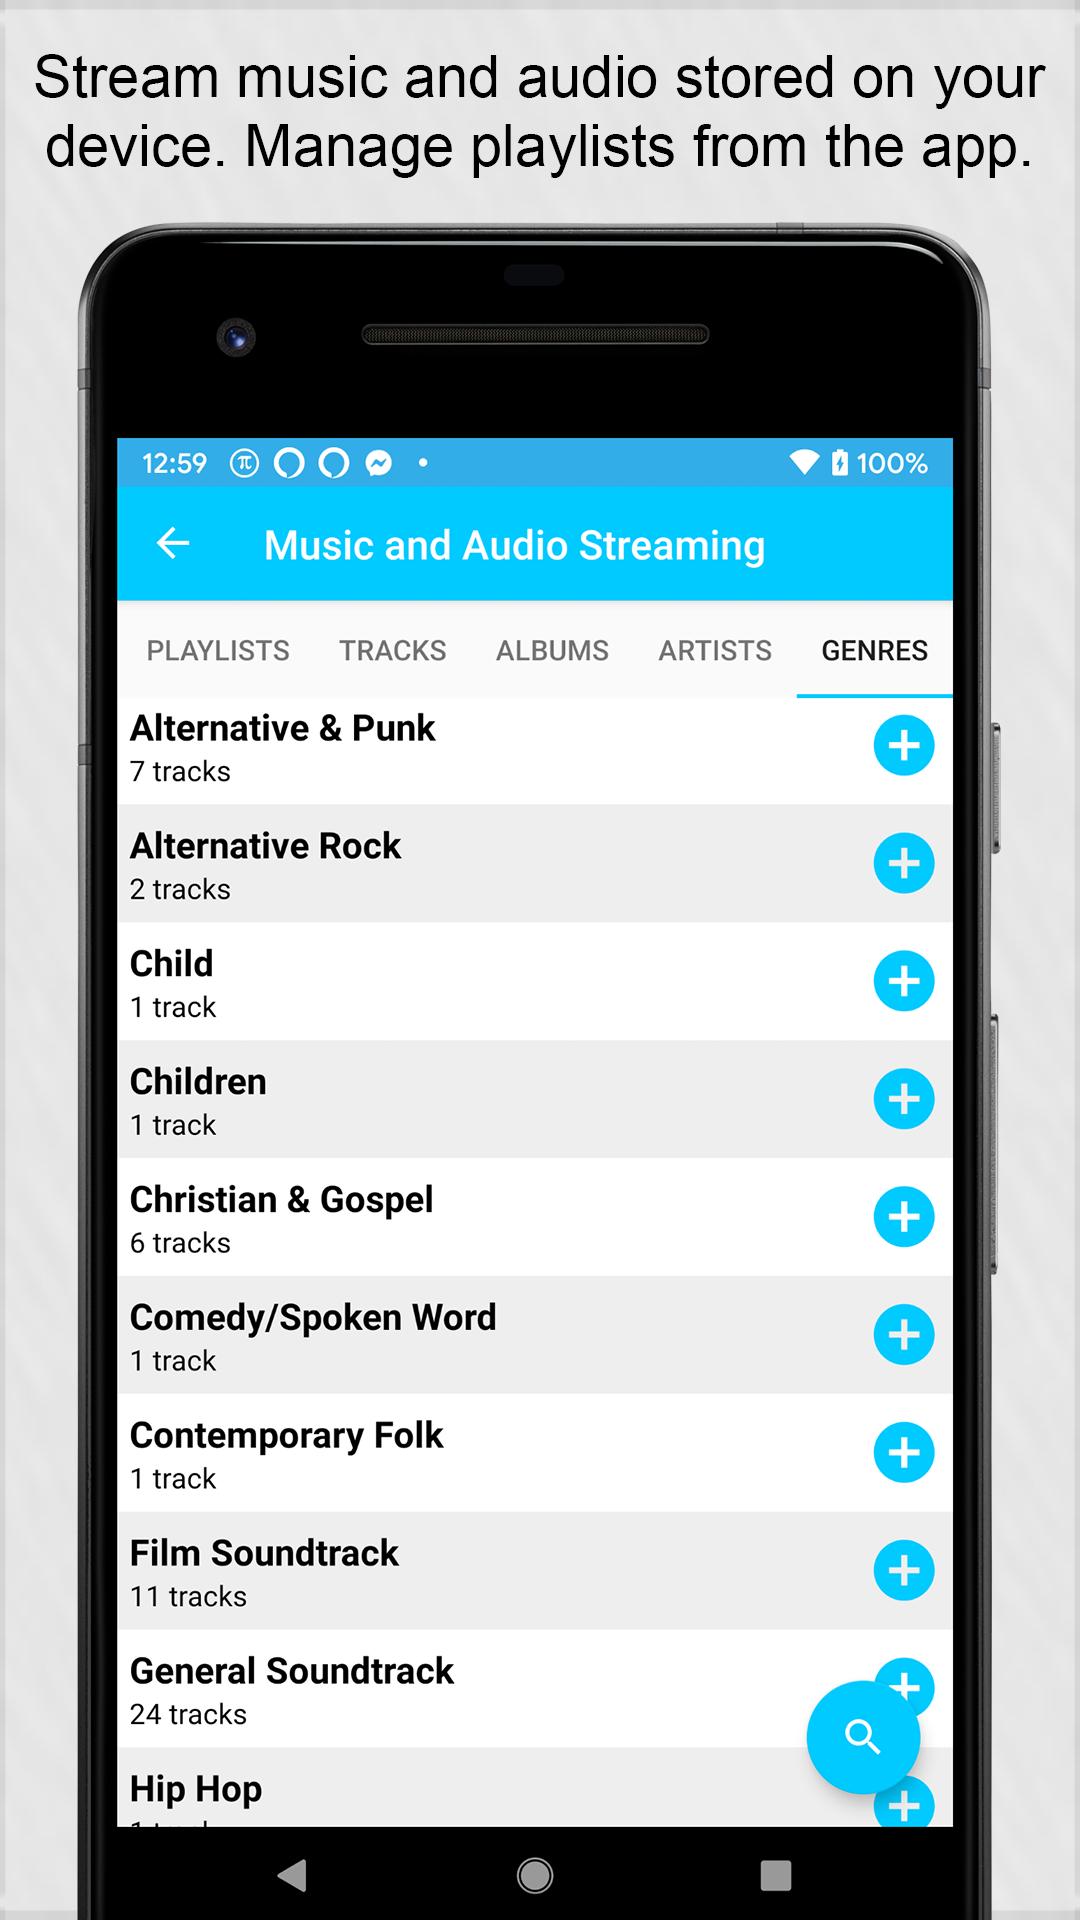 Stream music and audio stored on your
device. Manage playlists from the app.
12:59 100%
Music and Audio Streaming
PLAYLISTS TRACKS ALBUMS ARTISTS GENRES
Alternative & Punk
7 tracks
Alternative Rock
2 tracks
Child
1 track
Children
1 track
Christian & Gospel
6 tracks
Comedy/Spoken Word
1 track
Contemporary Folk
1 track
Film Soundtrack
11 tracks
General Soundtrack
24 tracks
Hip Hop